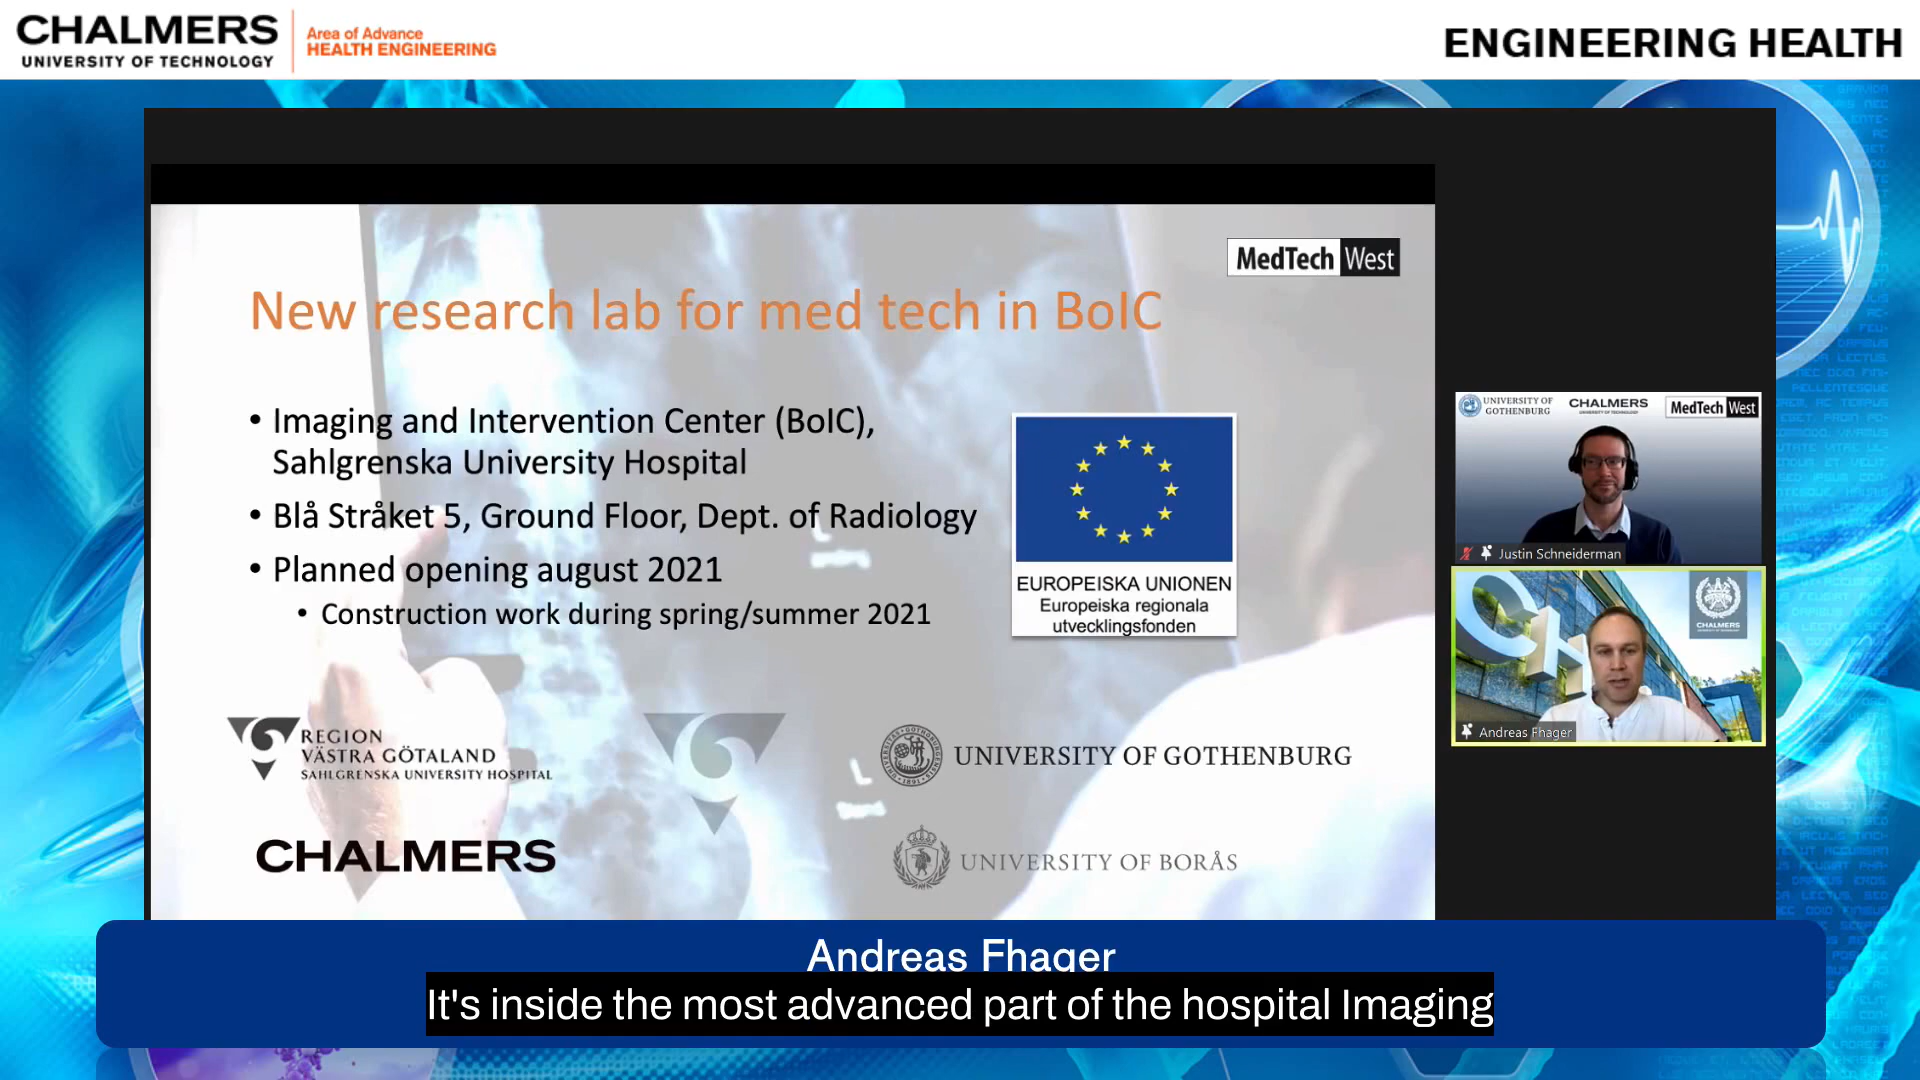 CHALMERS
UNIVERSITY OF TECHNOLOGY
Area of Advance
HEALTH ENGINEERING
ENGINEERING HEALTH
MedTech West
New research lab for med tech in BoIC
• Imaging and Intervention Center (BoIC),
Sahlgrenska University Hospital
• Blå Stråket 5, Ground Floor, Dept. of Radiology
• Planned opening august 2021
• Construction work during spring/summer 2021
EUROPEISKA UNIONEN
Europeiska regionala
utvecklingsfonden
REGION
VÄSTRA GÖTALAND
SAHLGRENSKA UNIVERSITY HOSPITAL
UNIVERSITY OF GOTHENBURG
CHALMERS
UNIVERSITY OF BORÅS
UNIVERSITY OF
GOTHENBURG
CHALMERS
UNIVERSITY OF TECHNOLOGY
MedTech West
Justin Schneiderman
CH
CHALMERS
Andreas Fhager
Andreas Fhager
It's inside the most advanced part of the hospital Imaging